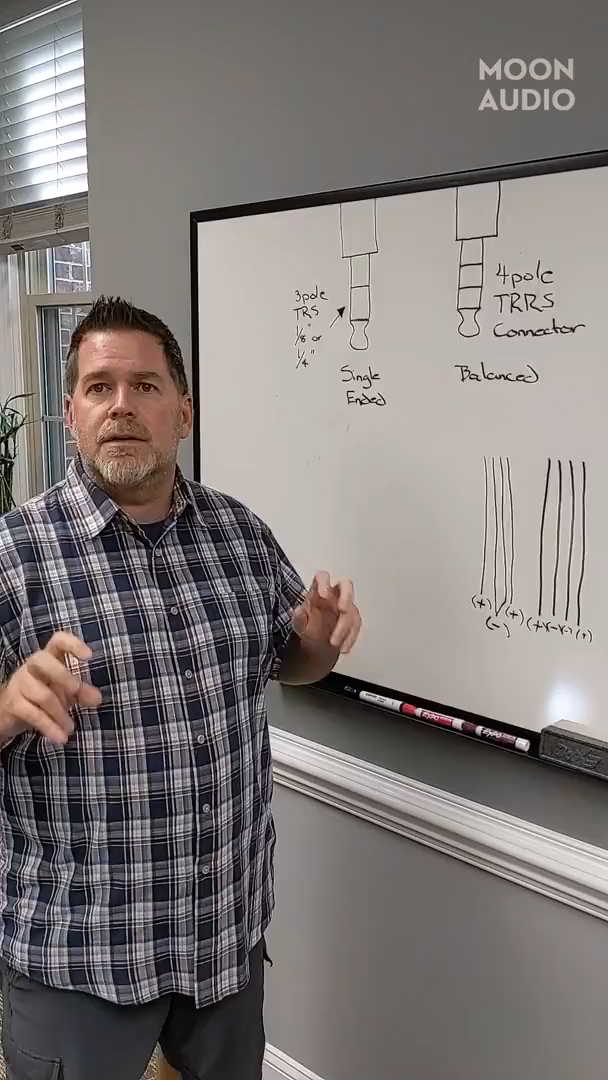 MOON
AUDIO
3pole
TRS
1/8" or
1/4"
Single
Ended
4pole
TRRS
Connector
Balanced
(+) (-) (+)
(+)(-)(-)(+)
EXPO
EXPO